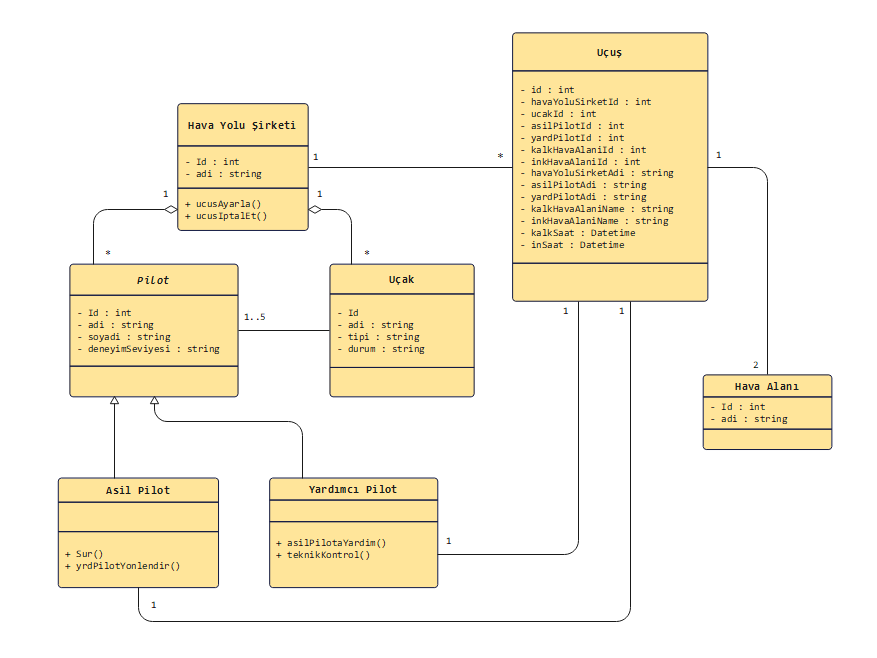 Uçuş
- id : int
- havaYoluSirketId : int
- ucakId : int
- asilPilotId : int
- yardPilotId : int
- kalkHavaAlaniId : int
- inkHavaAlaniId : int
- havaYoluSirketAdi : string
- asilPilotAdi : string
- yardPilotAdi : string
- kalkHavaAlaniName : string
- inkHavaAlaniName : string
- kalkSaat : Datetime
- inSaat : Datetime
Hava Yolu Şirketi
- Id : int
- adi : string
+ ucusAyarla()
+ ucusIptalEt()
1
*
1
1
1
*
*
Pilot
- Id : int
- adi : string
- soyadi : string
- deneyimSeviyesi : string
1..5
Uçak
- Id
- adi : string
- tipi : string
- durum : string
1
1
2
Hava Alanı
- Id : int
- adi : string
Asil Pilot
+ Sur()
+ yrdPilotYonlendir()
Yardımcı Pilot
+ asilPilotaYardim()
+ teknikKontrol()
1
1